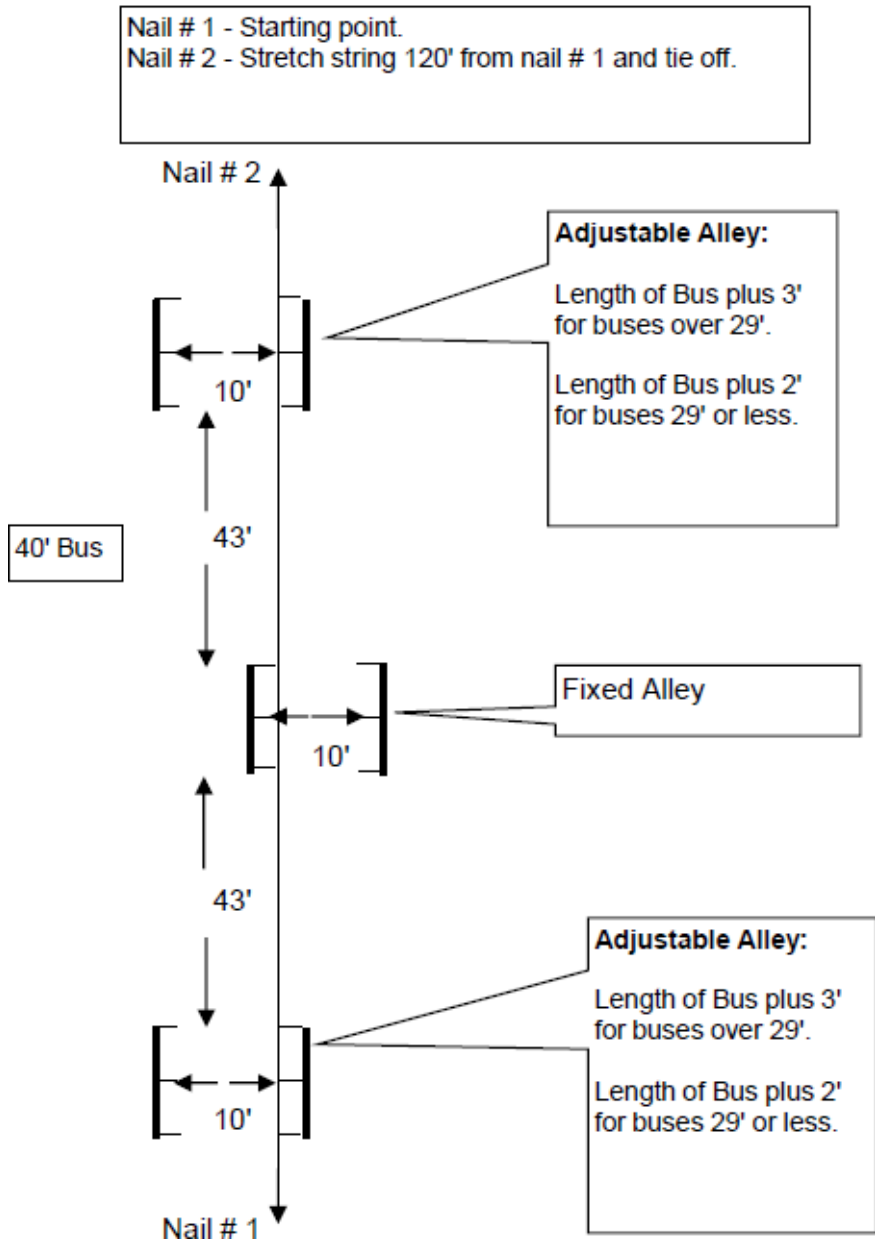 Nail # 1 - Starting point.
Nail # 2 - Stretch string 120' from nail # 1 and tie off.
Nail # 2
Adjustable Alley:
Length of Bus plus 3'
for buses over 29'.
Length of Bus plus 2'
for buses 29' or less.
10'
43'
40' Bus
Fixed Alley
10'
43'
Adjustable Alley:
Length of Bus plus 3'
for buses over 29'.
Length of Bus plus 2'
for buses 29' or less.
10'
Nail # 1